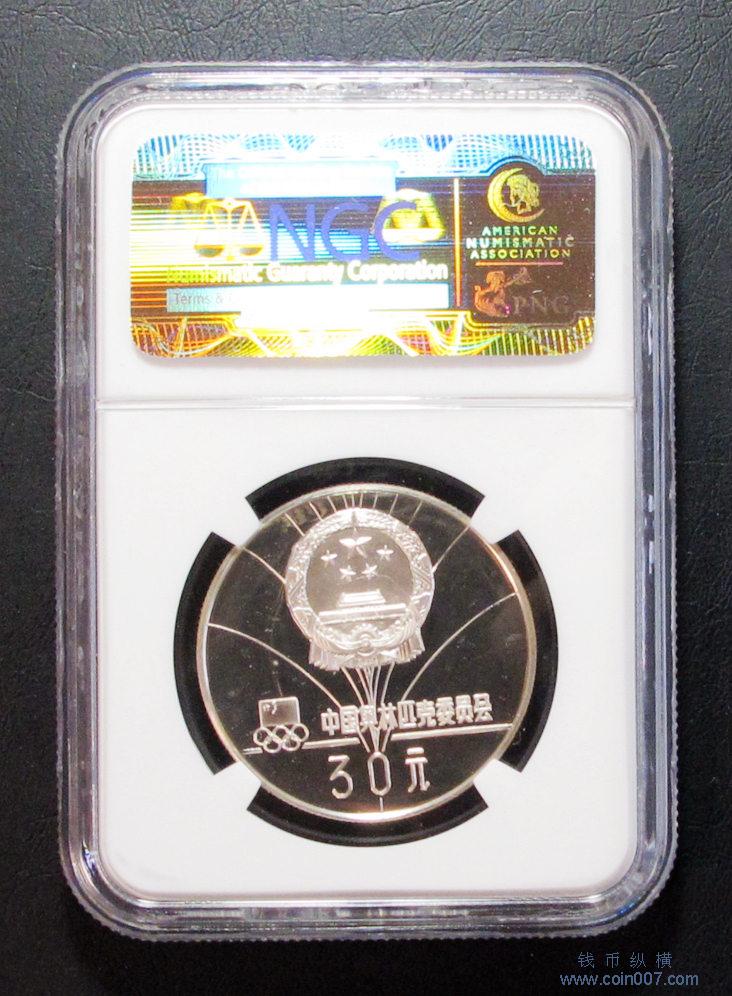 NGC
Numismatic Guaranty Corporation
Terms &
AMERICAN
NUMISMATIC
ASSOCIATION
PNG
中国奥林匹克委员会
30元
钱币纵横
www.coin007.com